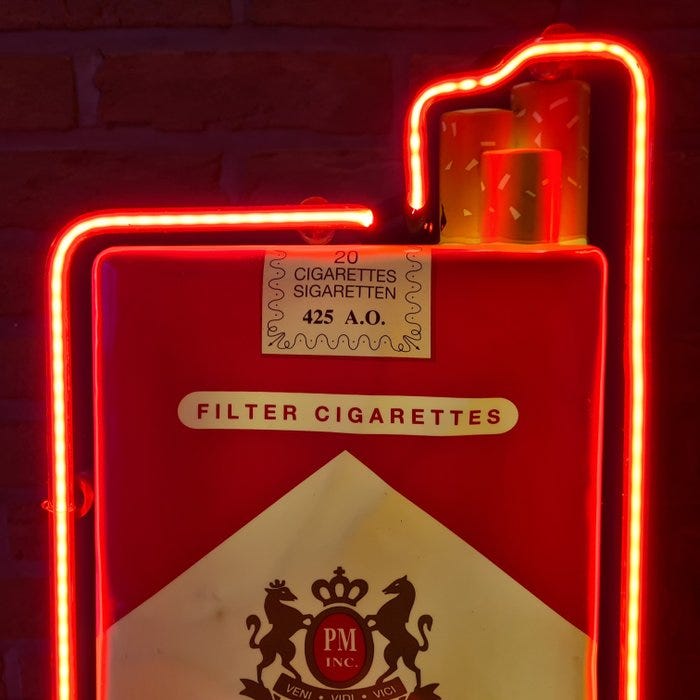 20
CIGARETTES
SIGARETTEN
425 A.O.
FILTER CIGARETTES
PM
INC.
VENI • VIDI • VICI